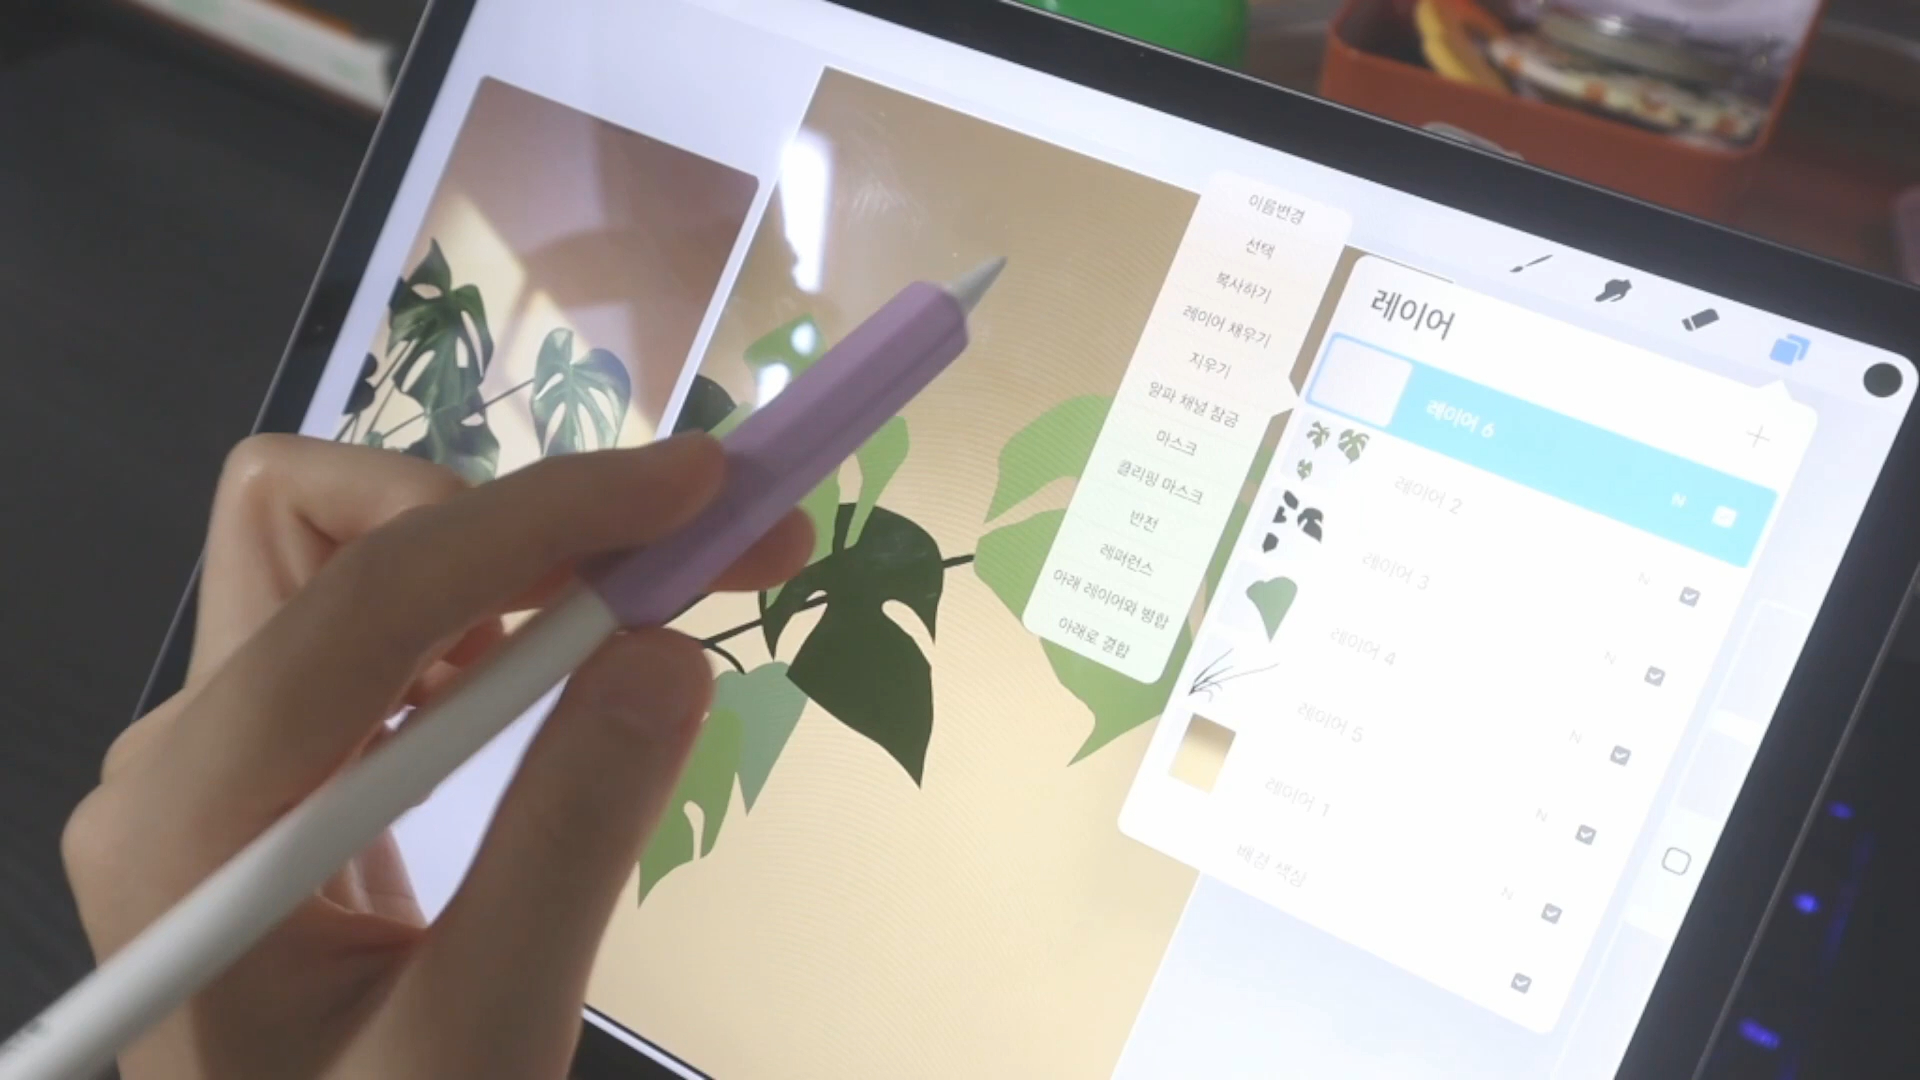 이름변경
선택
복사하기
레이어 채우기
지우기
알파 채널 잠금
마스크
클리핑 마스크
반전
레퍼런스
아래 레이어와 병합
아래로 결합
레이어
레이어 6
N
레이어 2
N
레이어 3
N
레이어 4
N
레이어 5
N
레이어 1
N
배경 색상